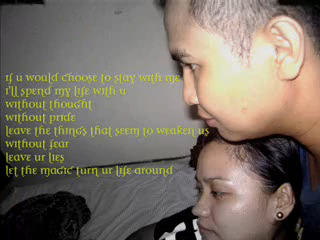 if u would choose to stay with me
i'll spend my life with u
without thought
without pride
leave the things that seem to weaken us
without fear
leave ur lies
let the magic turn ur life around